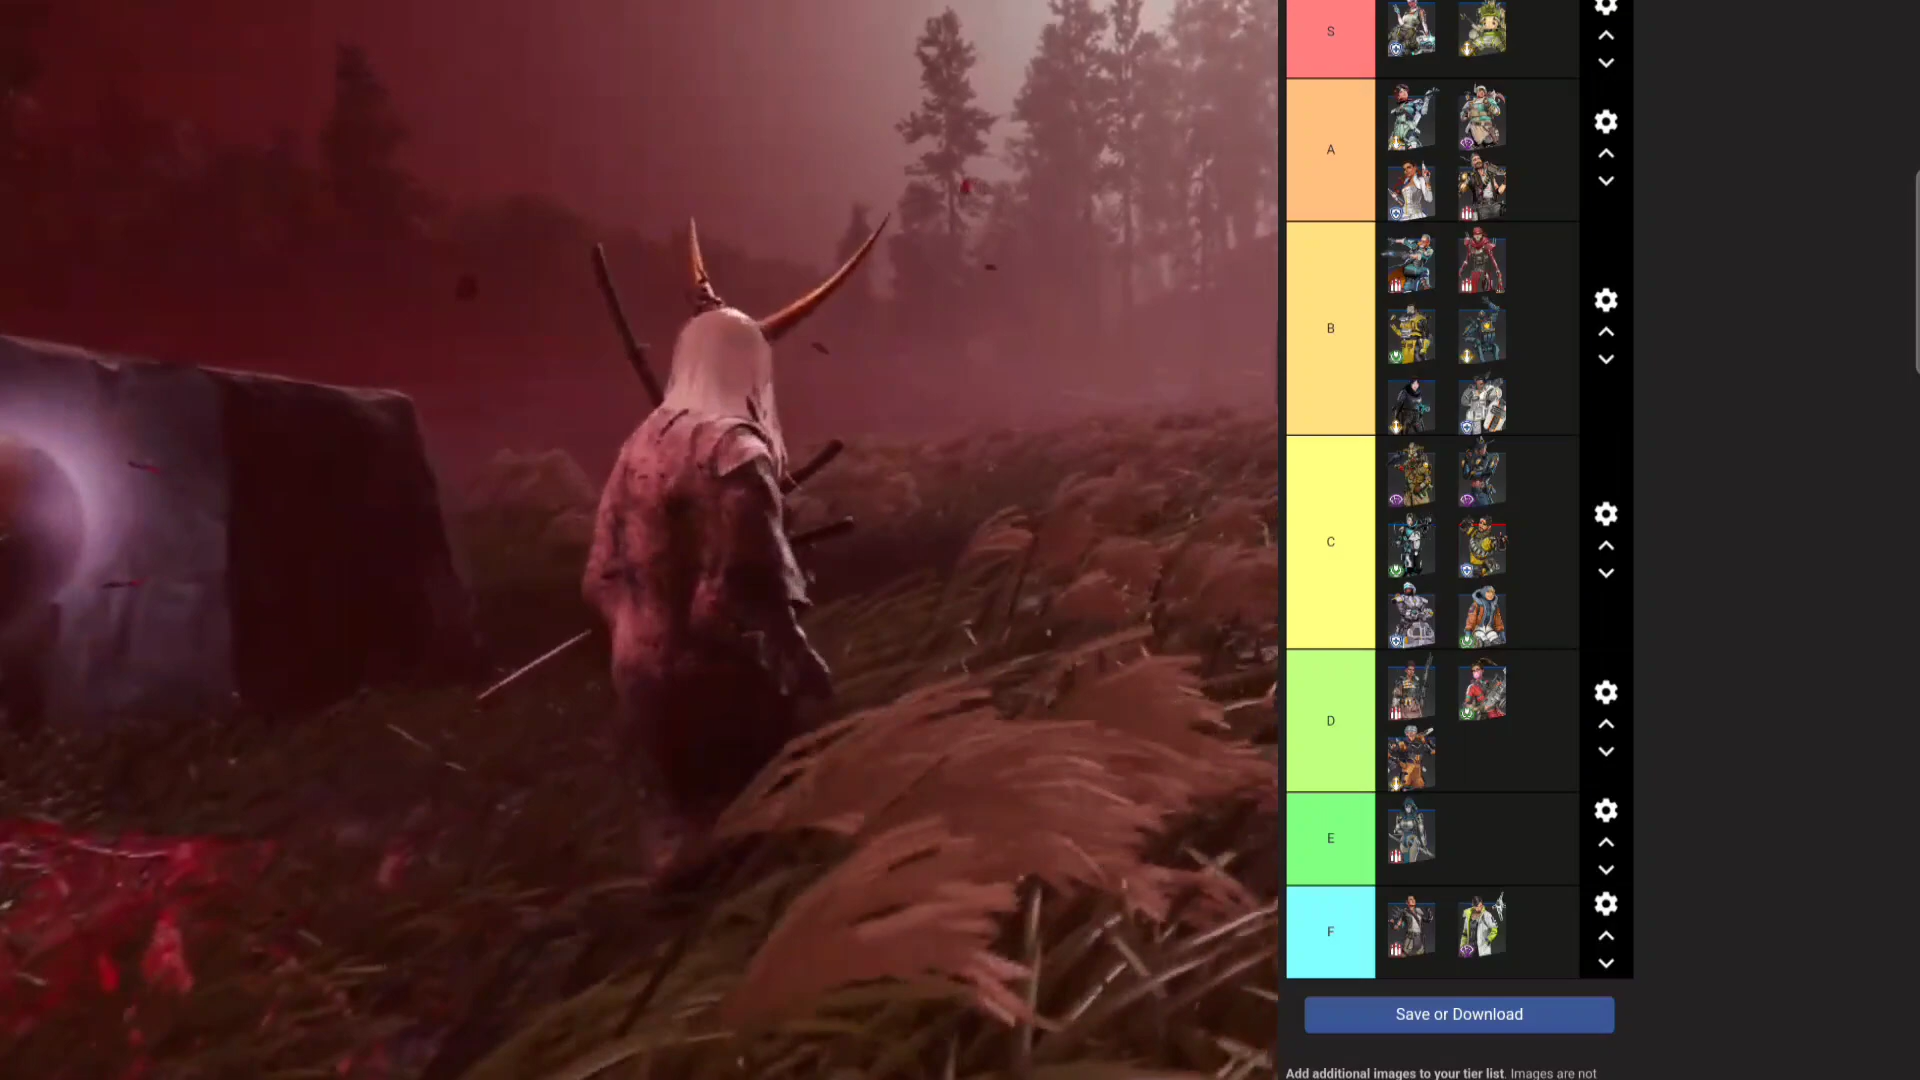 S
A
B
C
D
E
F
Save or Download
Add additional images to your tier list. Images are not